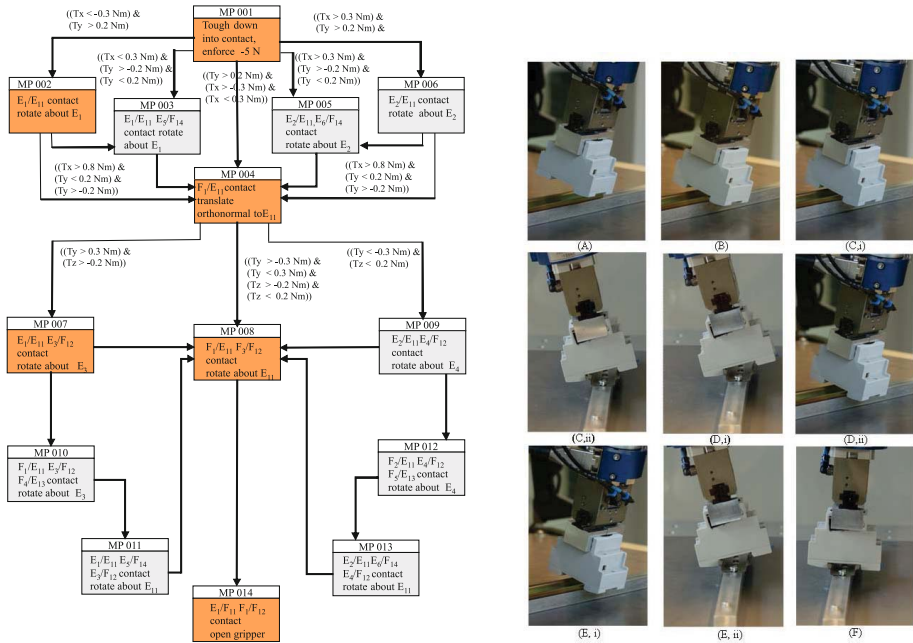 ((Tx < -0.3 Nm) &
(Ty > 0.2 Nm)
MP 001
Tough down
into contact,
enforce -5 N
((Tx > 0.3 Nm) &
(Ty > 0.2 Nm) &
((Tx < 0.3 Nm) &
(Ty > -0.2 Nm) &
(Ty < 0.2 Nm))
((Ty > 0.2 Nm) &
(Tx > -0.3 Nm) &
(Tx < 0.3 Nm))
((Tx > 0.3 Nm) &
(Ty > -0.2 Nm) &
(Ty < 0.2 Nm))
MP 002
E1/E11 contact
rotate about E1
MP 003
E1/E11 E5/F14
contact rotate
about E1
MP 005
E2/E11,E6/F14
contact
rotate about E2
MP 006
E2/E11 contact
rotate about E2
((Tx > 0.8 Nm) &
(Ty < 0.2 Nm) &
(Ty > -0.2 Nm))
MP 004
F1/E11 contact
translate
orthonormal toE11
((Tx > 0.8 Nm) &
(Ty < 0.2 Nm) &
(Ty > -0.2 Nm))
((Ty > 0.3 Nm) &
(Tz > -0.2 Nm))
((Ty > -0.3 Nm) &
(Ty < 0.3 Nm) &
(Tz > -0.2 Nm) &
(Tz < 0.2 Nm))
((Ty < -0.3 Nm) &
(Tz < 0.2 Nm)
MP 007
E1/E11 E3/F12
contact
rotate about E3
MP 008
F1/E11 F3/F12
contact
rotate about E11
MP 009
E2/E11E4/F12
contact
rotate about E4
MP 010
F1/E11 E3/F12
F4/E13 contact
rotate about E3
MP 012
F2/E11 E4/F12
F5/E13 contact
rotate about E4
MP 011
E1/E11 E5/F14
E3/F12 contact
rotate about E11
MP 013
E2/E11E6/F14
E4/F12 contact
rotate about E11
MP 014
E1/F11 F1/F12
contact
open gripper
(A)
(B)
(C,i)
(C,ii)
(D,i)
(D,ii)
(E, i)
(E, ii)
(F)